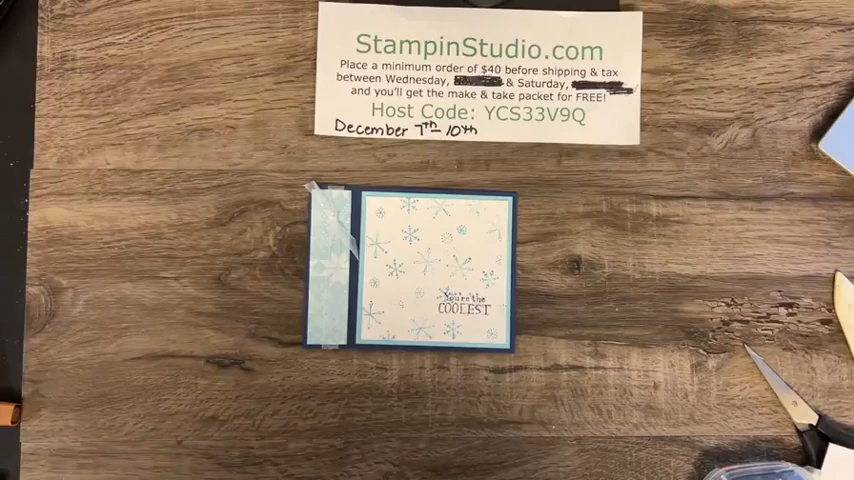 StampinStudio.com
Place a minimum order of $40 before shipping & tax
between Wednesday, & Saturday,
and you'll get the make & take packet for FREE!
Host Code: YCS33V9Q
December 7th - 10th
You're the
COOLEST